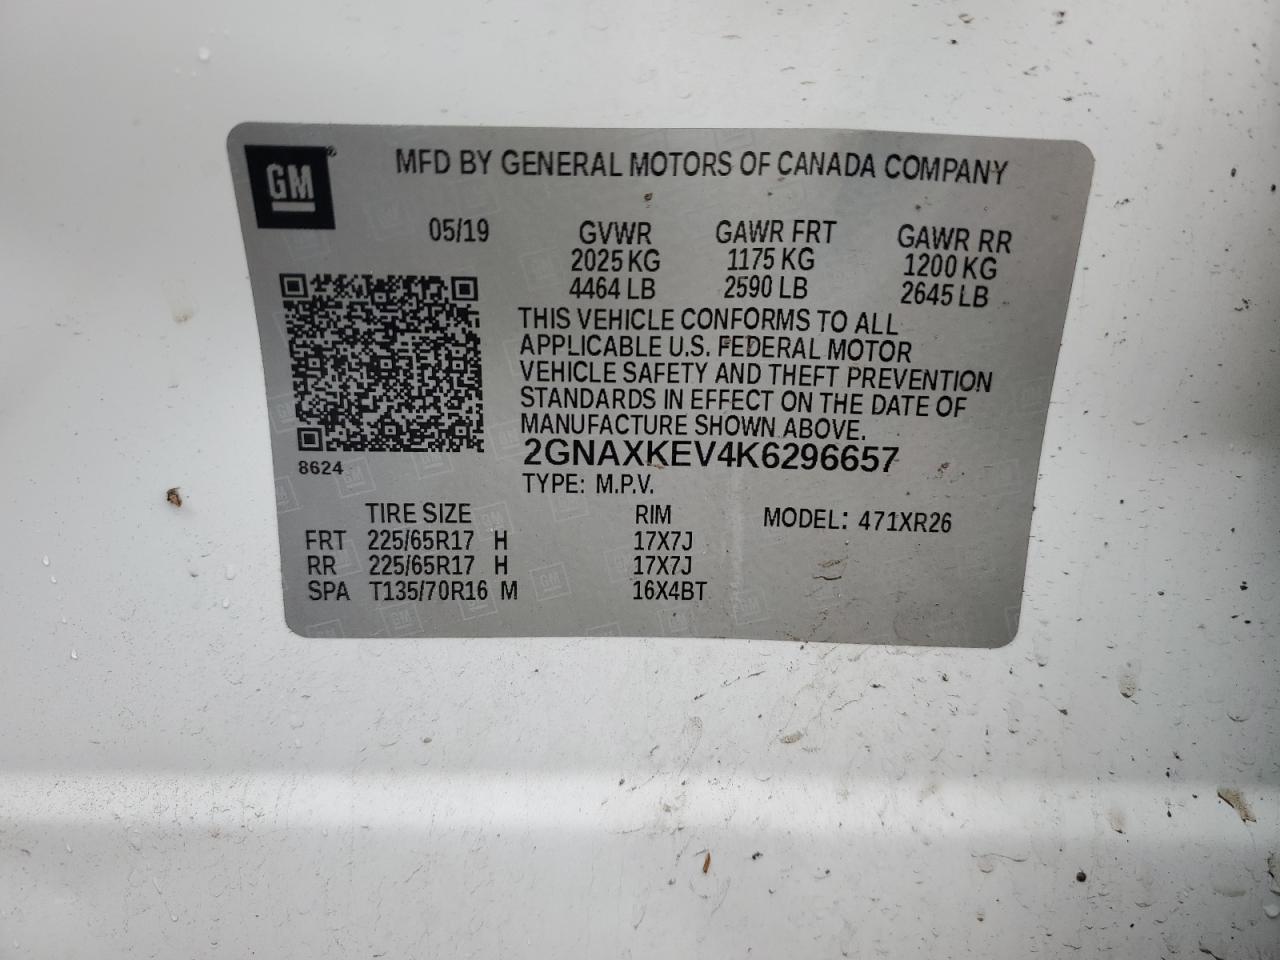 GM®
MFD BY GENERAL MOTORS OF CANADA COMPANY
05/19 GVWR GAWR FRT GAWR RR
2025 KG 1175 KG 1200 KG
4464 LB 2590 LB 2645 LB
THIS VEHICLE CONFORMS TO ALL
APPLICABLE U.S. FEDERAL MOTOR
VEHICLE SAFETY AND THEFT PREVENTION
STANDARDS IN EFFECT ON THE DATE OF
MANUFACTURE SHOWN ABOVE.
2GNAXKEV4K6296657
8624
TYPE: M.P.V.
TIRE SIZE RIM MODEL: 471XR26
FRT 225/65R17 H 17X7J
RR 225/65R17 H 17X7J
SPA T135/70R16 M 16X4BT